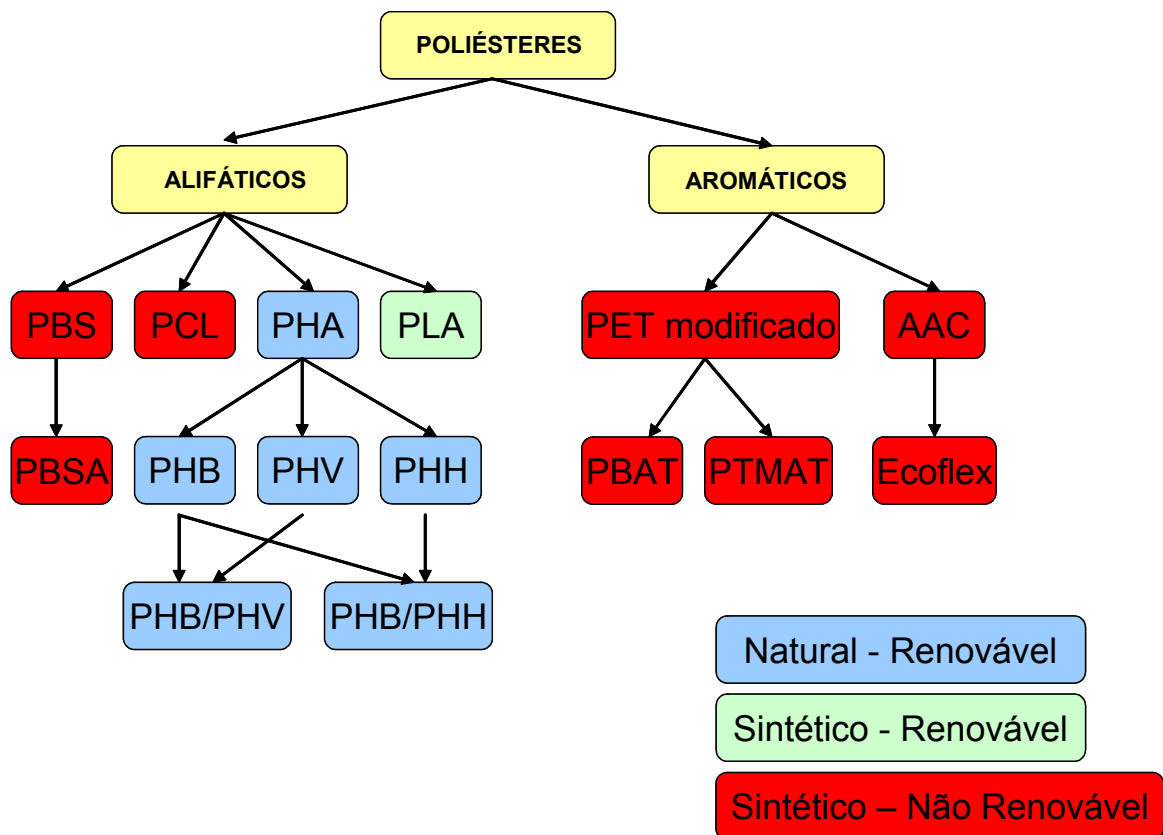 POLIÉSTERES
ALIFÁTICOS
AROMÁTICOS
PBS
PCL
PHA
PLA
PET modificado
AAC
PBSA
PHB
PHV
PHH
PBAT
PTMAT
Ecoflex
PHB/PHV
PHB/PHH
Natural - Renovável
Sintético - Renovável
Sintético – Não Renovável